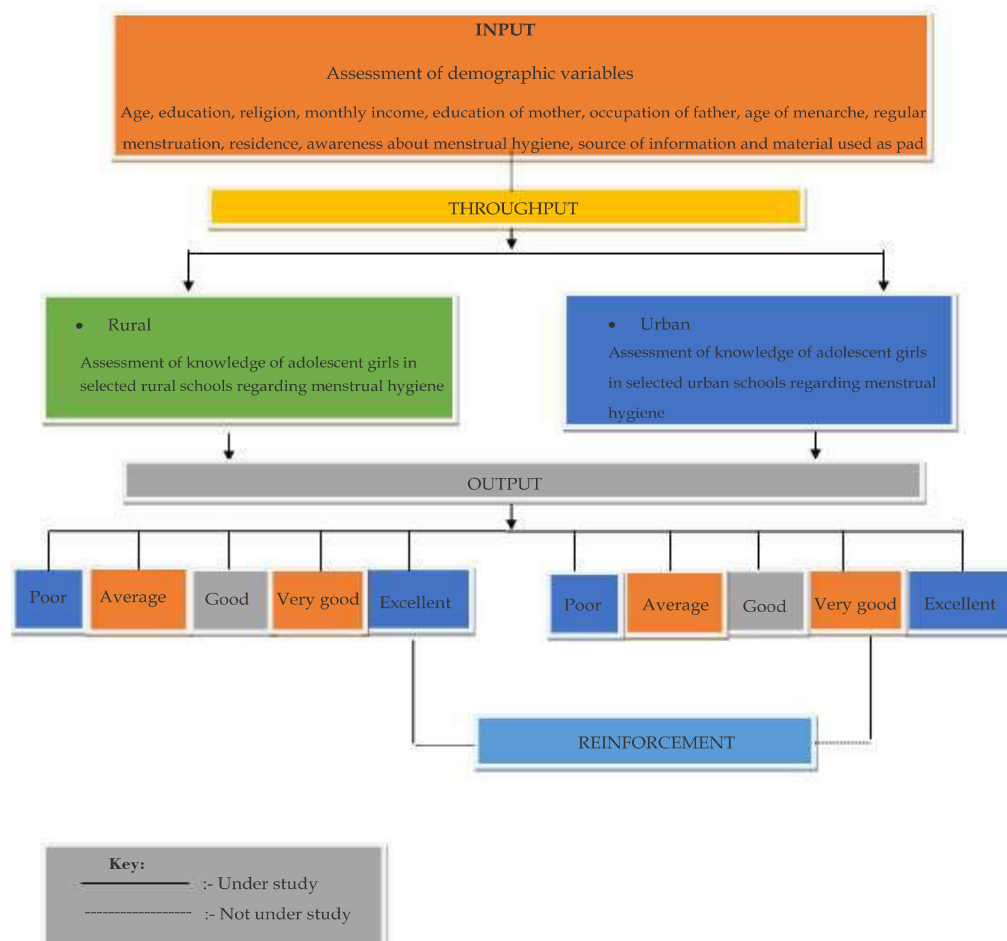 INPUT
Assessment of demographic variables
Age, education, religion, monthly income, education of mother, occupation of father, age of menarche, regular
menstruation, residence, awareness about menstrual hygiene, source of information and material used as pad
THROUGHPUT
• Rural
Assessment of knowledge of adolescent girls in
selected rural schools regarding menstrual hygiene
• Urban
Assessment of knowledge of adolescent girls
in selected urban schools regarding menstrual
hygiene
OUTPUT
Poor
Average
Good
Very good
Excellent
Poor
Average
Good
Very good
Excellent
REINFORCEMENT
Key:
:- Under study
:- Not under study